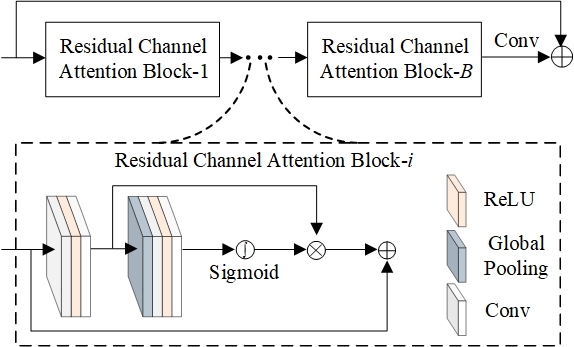 Residual Channel
Attention Block-1
Residual Channel
Attention Block-B
Conv
Residual Channel Attention Block-i
Sigmoid
ReLU
Global
Pooling
Conv